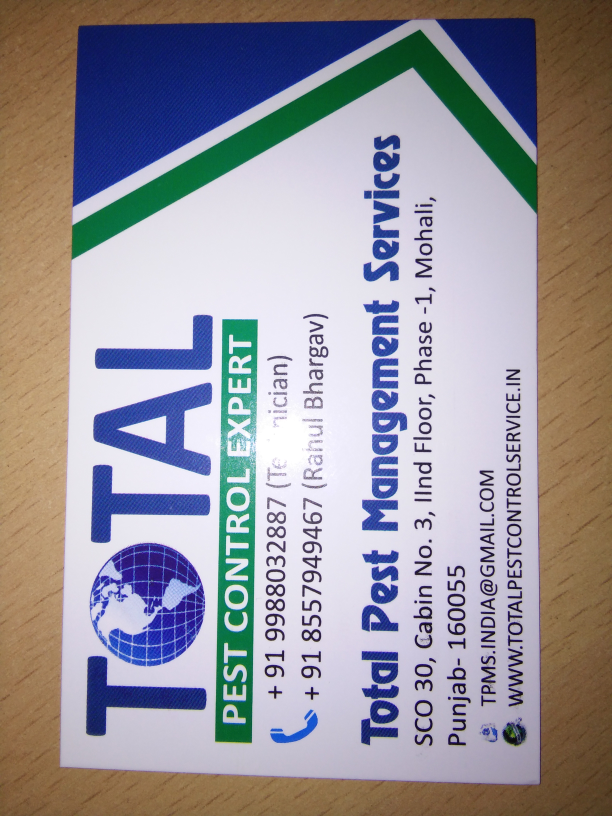 TOTAL
PEST CONTROL EXPERT
+ 91 9988032887 (Technician)
+ 91 8557949467 (Rahul Bhargav)
Total Pest Management Services
SCO 30, Cabin No. 3, IInd Floor, Phase -1, Mohali,
Punjab- 160055
TPMS.INDIA@GMAIL.COM
WWW.TOTALPESTCONTROLSERVICE.IN